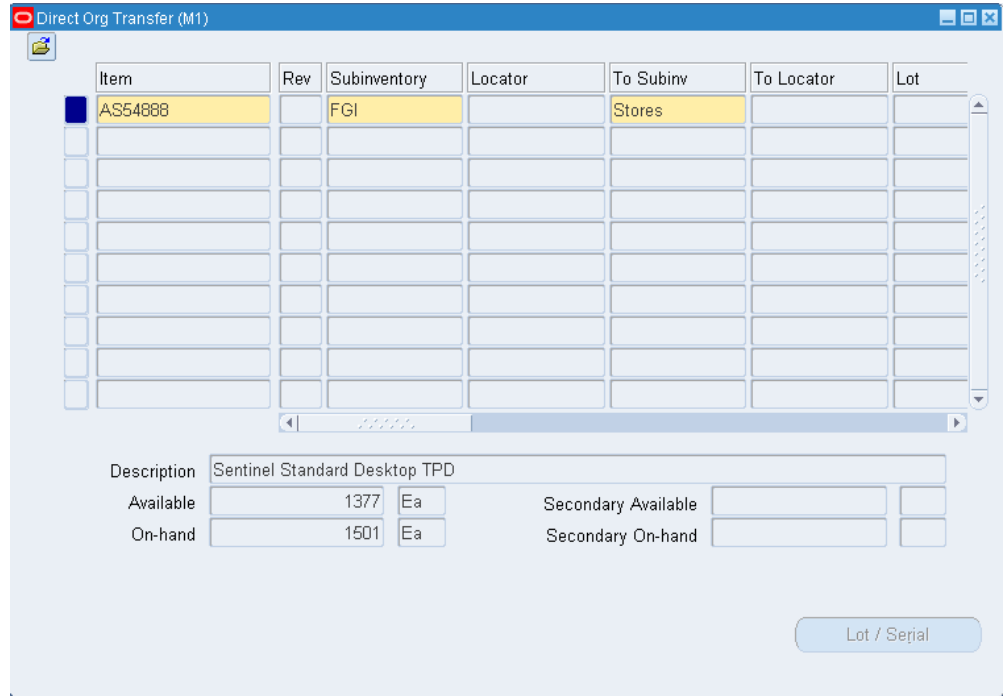 Direct Org Transfer (M1)
Item Rev Subinventory Locator To Subinv To Locator Lot
AS54888 FGI Stores
Description Sentinel Standard Desktop TPD
Available 1377 Ea Secondary Available
On-hand 1501 Ea Secondary On-hand
Lot / Serial